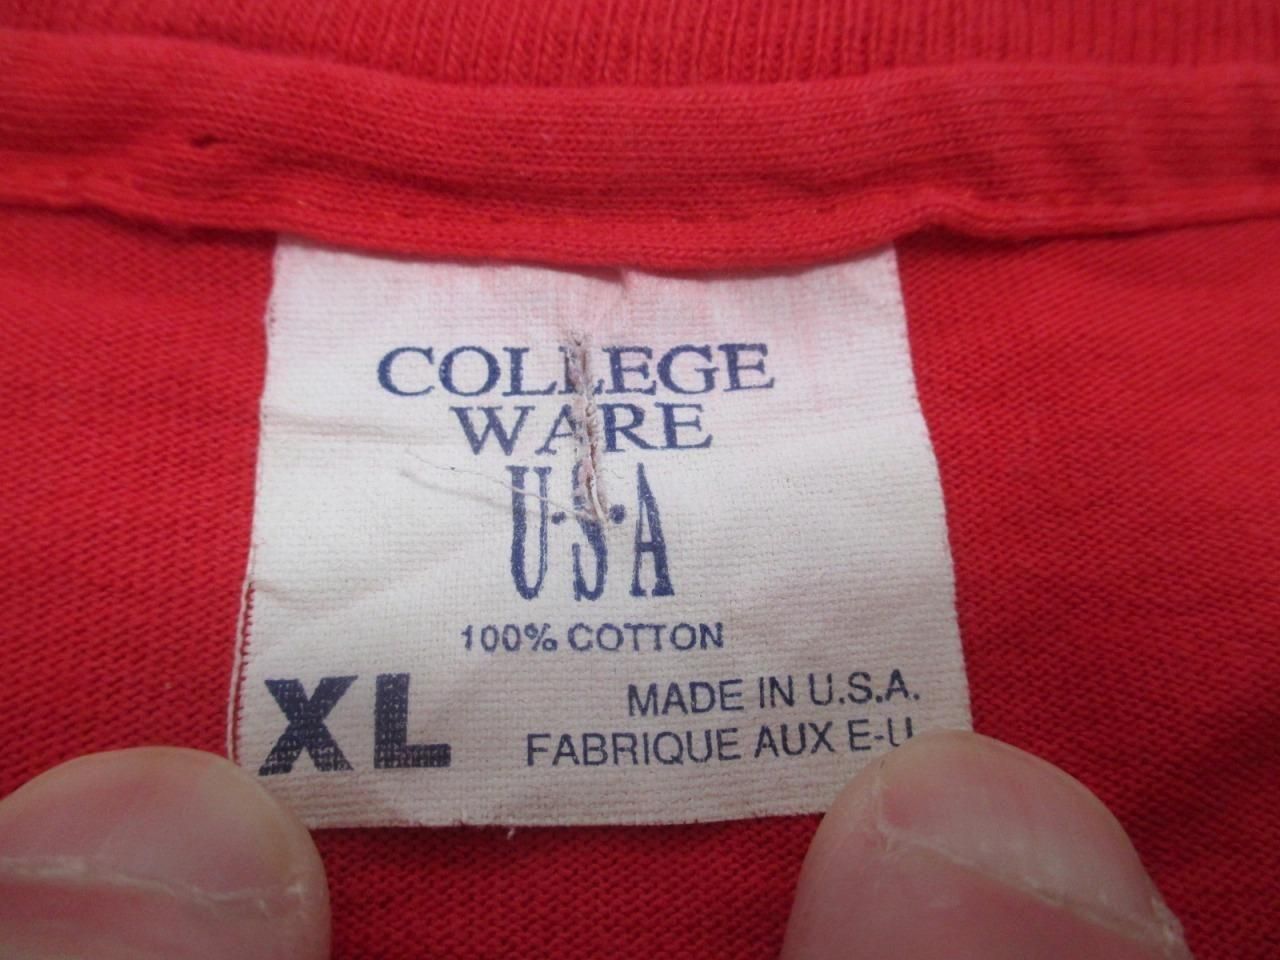 COLLEGE
WARE
U·S·A
100% COTTON
XL
MADE IN U.S.A.
FABRIQUE AUX E-U